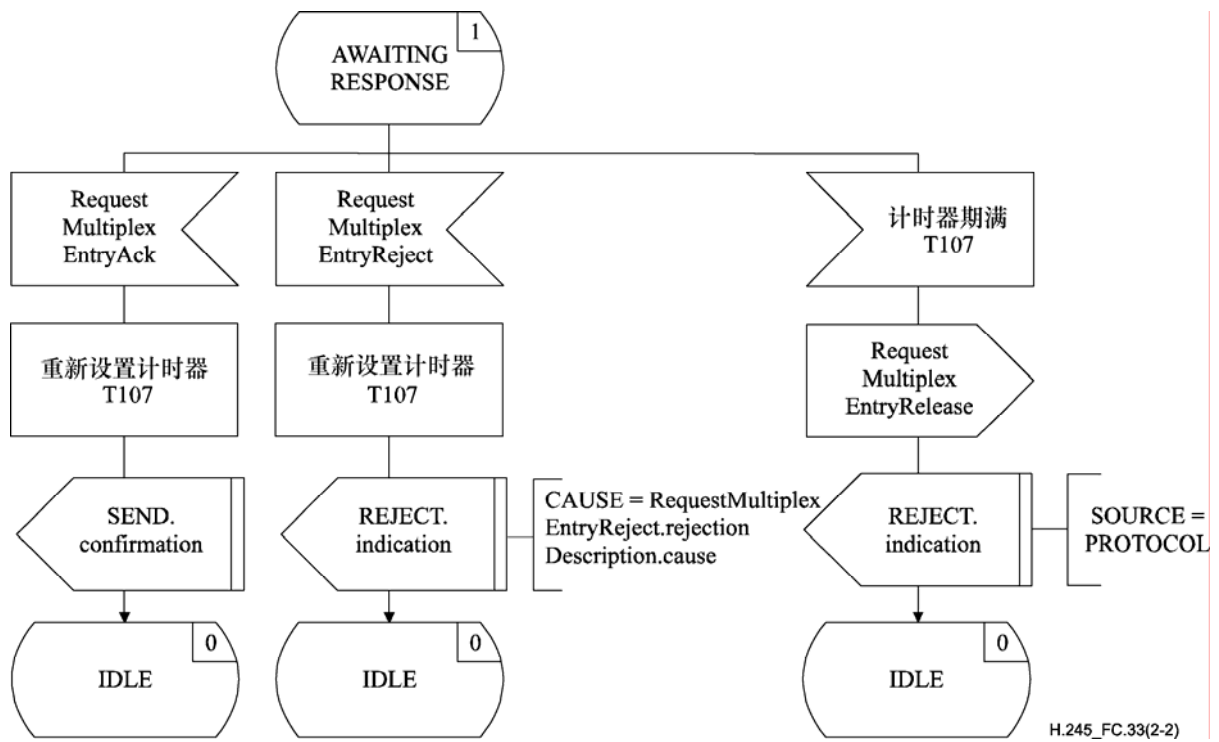 1
AWAITING
RESPONSE
Request
Multiplex
EntryAck
Request
Multiplex
EntryReject
计时器期满
T107
重新设置计时器
T107
重新设置计时器
T107
Request
Multiplex
EntryRelease
SEND.
confirmation
REJECT.
indication
CAUSE = RequestMultiplex
EntryReject.rejection
Description.cause
REJECT.
indication
SOURCE =
PROTOCOL
0
IDLE
0
IDLE
0
IDLE
H.245_FC.33(2-2)